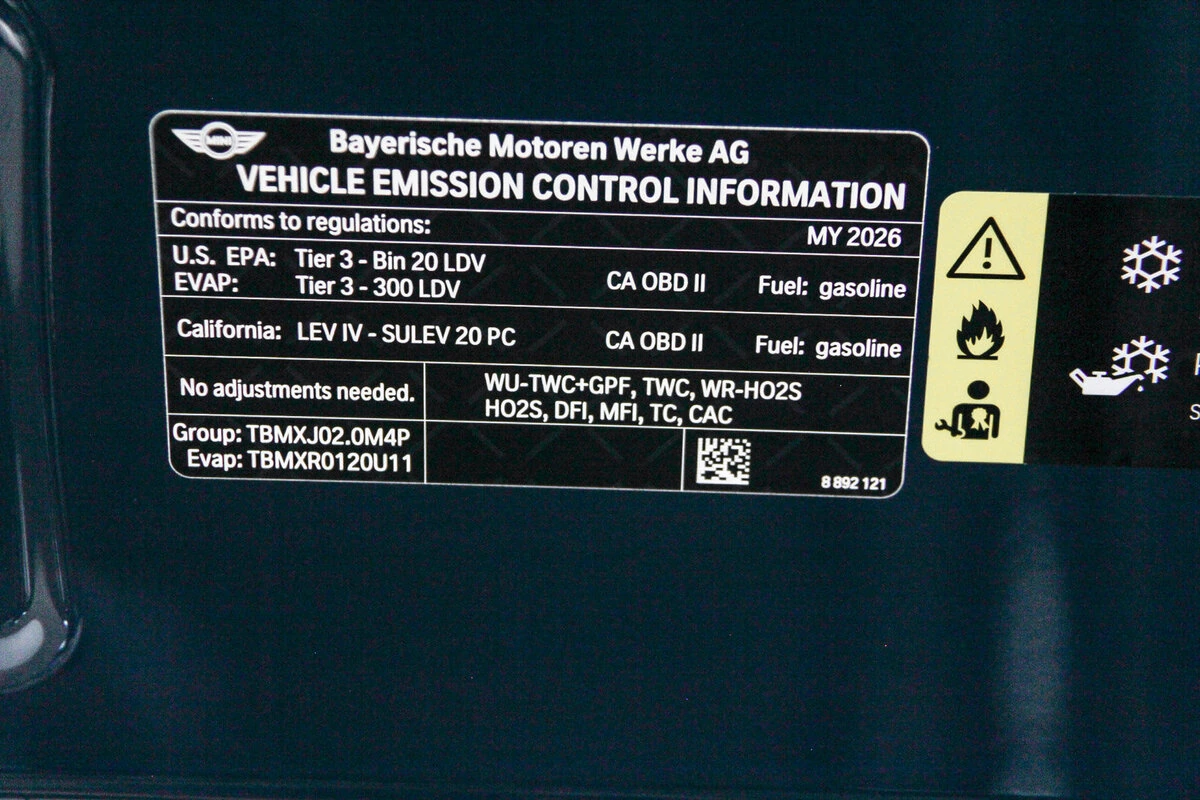 MINI
Bayerische Motoren Werke AG
VEHICLE EMISSION CONTROL INFORMATION
Conforms to regulations: MY 2026
U.S. EPA: Tier 3 - Bin 20 LDV
EVAP: Tier 3 - 300 LDV CA OBD II Fuel: gasoline
California: LEV IV - SULEV 20 PC CA OBD II Fuel: gasoline
No adjustments needed. WU-TWC+GPF, TWC, WR-HO2S
HO2S, DFI, MFI, TC, CAC
Group: TBMXJ02.0M4P
Evap: TBMXR0120U11
8 892 121